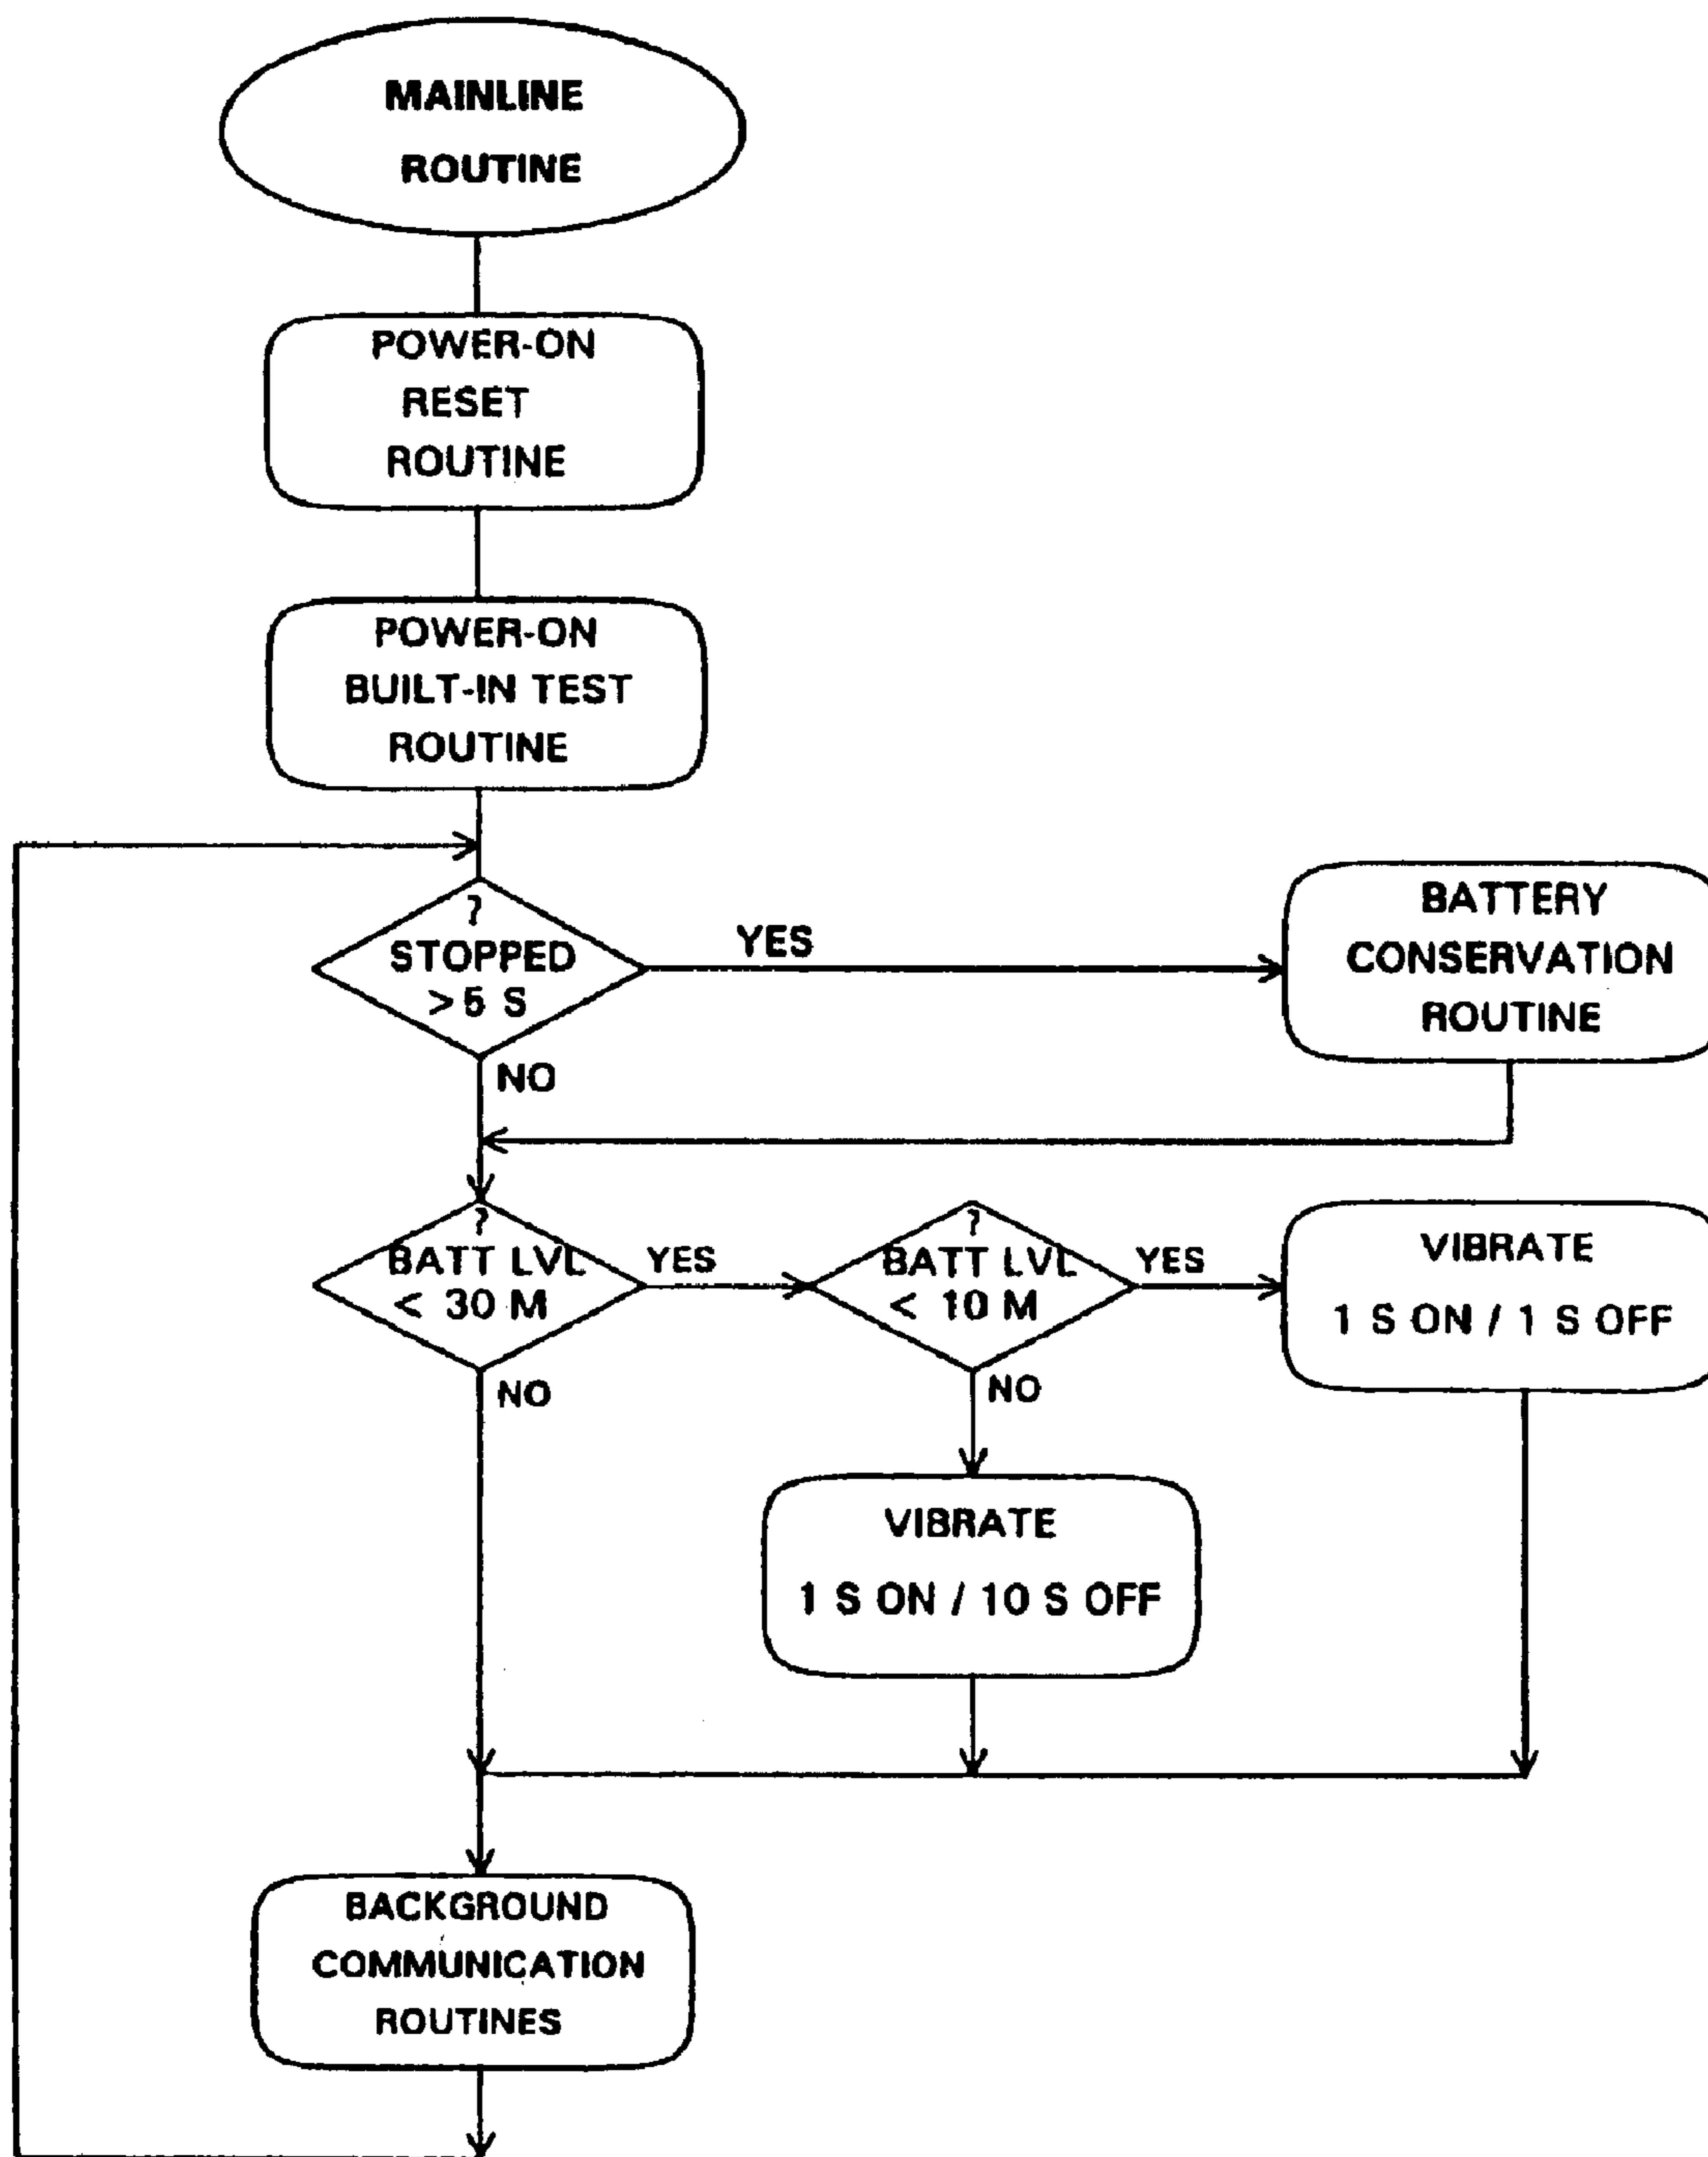 MAINLINE
ROUTINE
POWER-ON
RESET
ROUTINE
POWER-ON
BUILT-IN TEST
ROUTINE
?
STOPPED
>5 S
YES
NO
BATTERY
CONSERVATION
ROUTINE
?
BATT LVL
< 30 M
YES
NO
?
BATT LVL
< 10 M
YES
NO
VIBRATE
1 S ON / 1 S OFF
VIBRATE
1 S ON / 10 S OFF
BACKGROUND
COMMUNICATION
ROUTINES